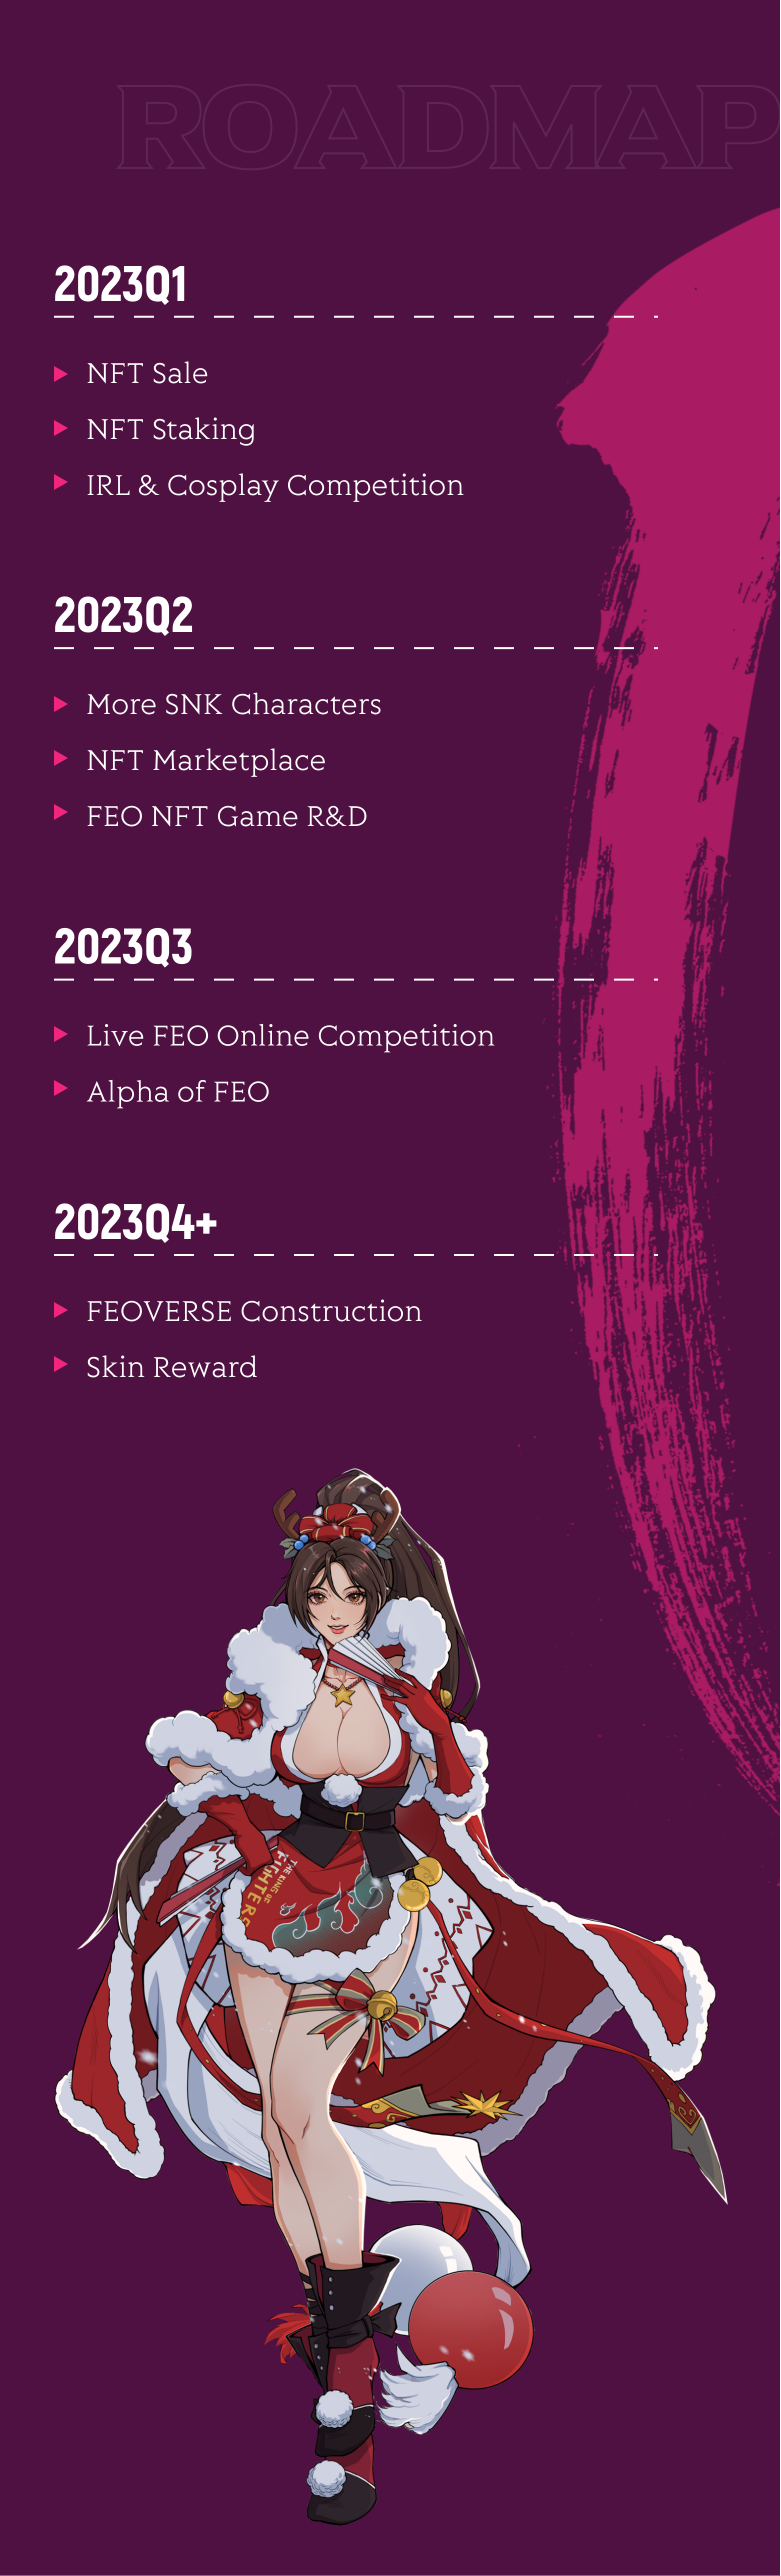 ROADMAP
2023Q1
NFT Sale
NFT Staking
IRL & Cosplay Competition
2023Q2
More SNK Characters
NFT Marketplace
FEO NFT Game R&D
2023Q3
Live FEO Online Competition
Alpha of FEO
2023Q4+
FEOVERSE Construction
Skin Reward
THE KING OF
FIGHTERS